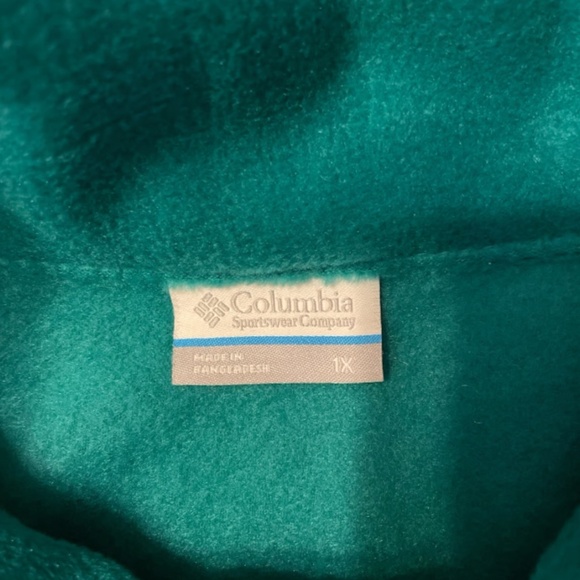 Columbia
Sportswear Company
MADE IN
BANGLADESH
1X